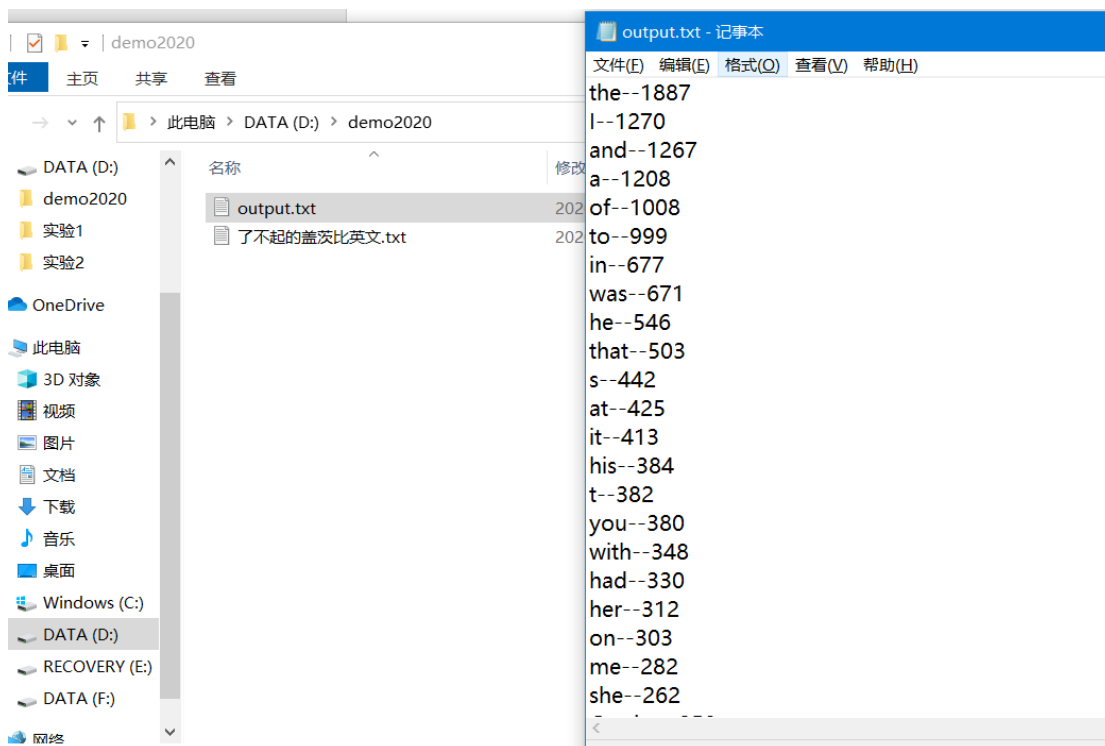 demo2020
件
主页
共享
查看
此电脑 > DATA (D:) > demo2020
DATA (D:)
demo2020
实验1
实验2
OneDrive
此电脑
3D 对象
视频
图片
文档
下载
音乐
桌面
Windows (C:)
DATA (D:)
RECOVERY (E:)
DATA (F:)
网络
名称
修改
output.txt
202
了不起的盖茨比英文.txt
202
output.txt - 记事本
文件(F) 编辑(E) 格式(O) 查看(V) 帮助(H)
the--1887
I--1270
and--1267
a--1208
of--1008
to--999
in--677
was--671
he--546
that--503
s--442
at--425
it--413
his--384
t--382
you--380
with--348
had--330
her--312
on--303
me--282
she--262